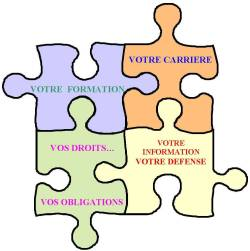 VOTRE CARRIERE
VOTRE FORMATION
VOS DROITS...
VOS OBLIGATIONS
VOTRE
INFORMATION
VOTRE DEFENSE